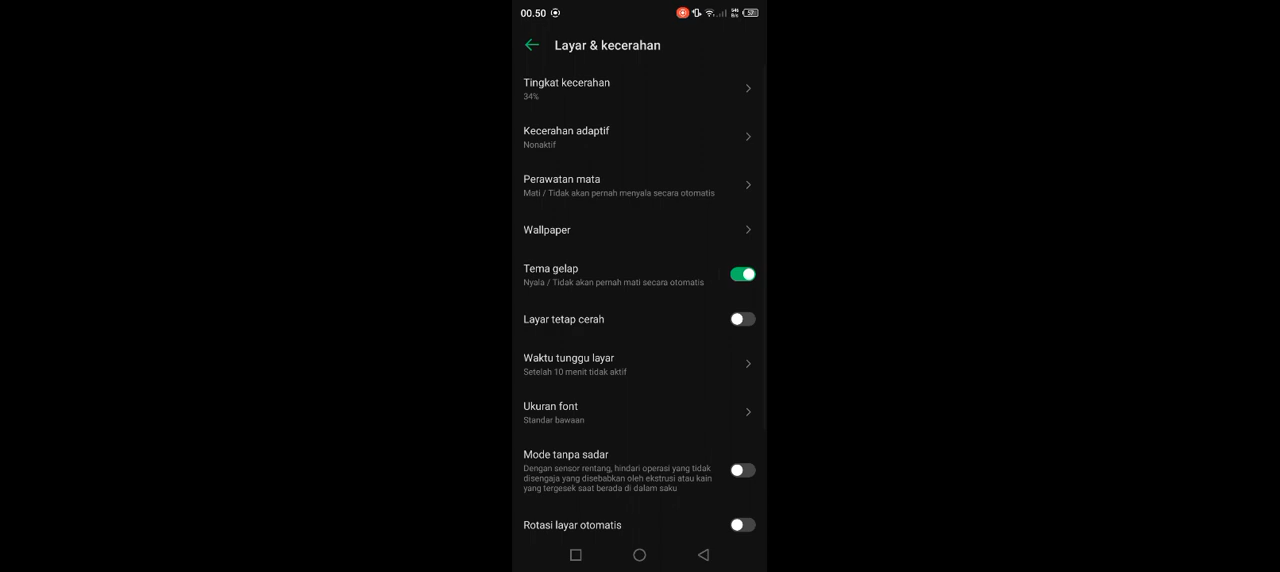 00.50
Layar & kecerahan
Tingkat kecerahan
34%
Kecerahan adaptif
Nonaktif
Perawatan mata
Mati / Tidak akan pernah menyala secara otomatis
Wallpaper
Tema gelap
Nyala / Tidak akan pernah mati secara otomatis
Layar tetap cerah
Waktu tunggu layar
Setelah 10 menit tidak aktif
Ukuran font
Standar bawaan
Mode tanpa sadar
Dengan sensor rentang, hindari operasi yang tidak
disengaja yang disebabkan oleh ekstrusi atau kain
yang tergesek saat berada di dalam saku
Rotasi layar otomatis